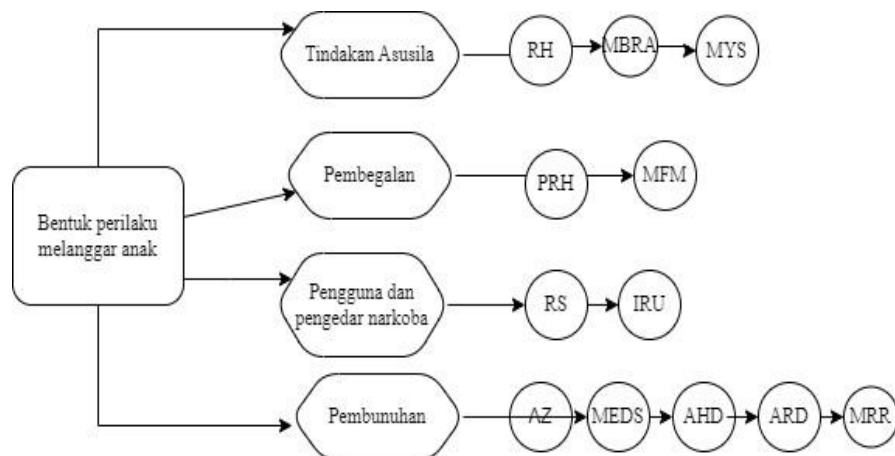 Tindakan Asusila
RH
MBRA
MYS
Pembegalan
PRH
MFM
Bentuk perilaku
melanggar anak
Pengguna dan
pengedar narkoba
RS
IRU
Pembunuhan
AZ
MEDS
AHD
ARD
MRR